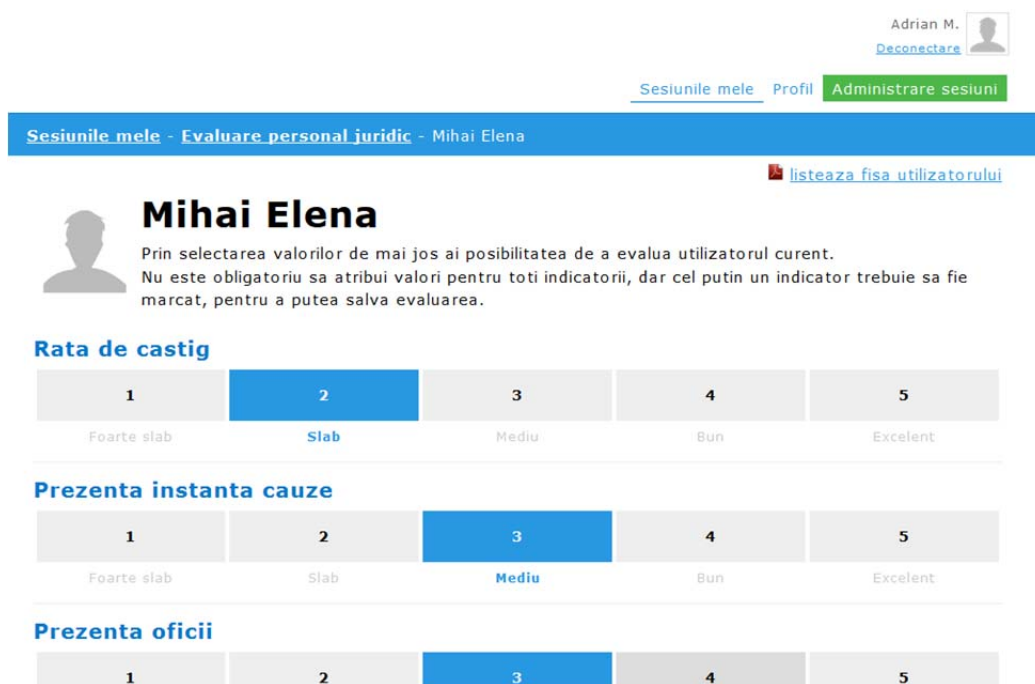 Adrian M.
Deconectare
Sesiunile mele Profil Administrare sesiuni
Sesiunile mele - Evaluare personal juridic - Mihai Elena
listeaza fisa utilizatorului
Mihai Elena
Prin selectarea valorilor de mai jos ai posibilitatea de a evalua utilizatorul curent.
Nu este obligatoriu sa atribui valori pentru toti indicatorii, dar cel putin un indicator trebuie sa fie
marcat, pentru a putea salva evaluarea.
Rata de castig
1 2 3 4 5
Foarte slab Slab Mediu Bun Excelent
Prezenta instanta cauze
1 2 3 4 5
Foarte slab Slab Mediu Bun Excelent
Prezenta oficii
1 2 3 4 5